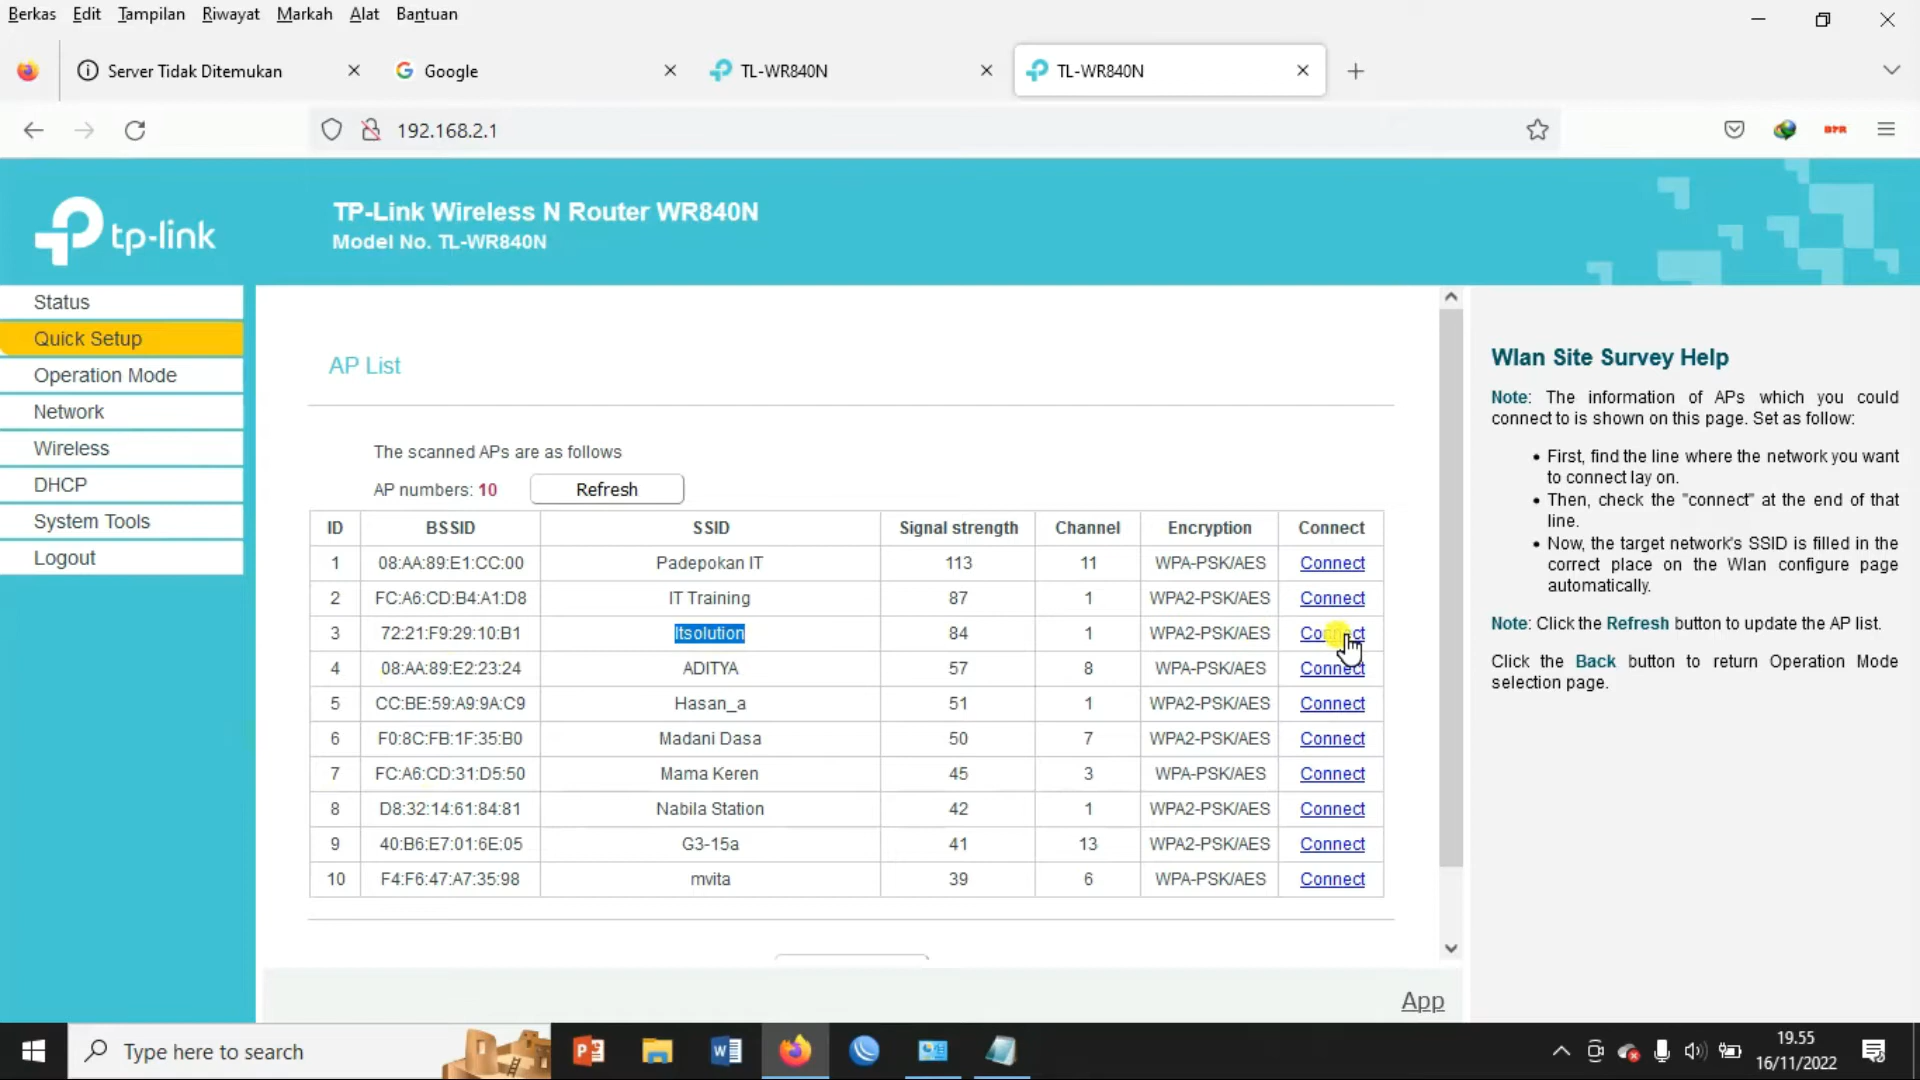 Berkas Edit Tampilan Riwayat Markah Alat Bantuan
Server Tidak Ditemukan
Google
TL-WR840N
TL-WR840N
192.168.2.1
tp-link
TP-Link Wireless N Router WR840N
Model No. TL-WR840N
Status
Quick Setup
Operation Mode
Network
Wireless
DHCP
System Tools
Logout
AP List
The scanned APs are as follows
AP numbers: 10 Refresh
ID BSSID SSID Signal strength Channel Encryption Connect
1 08:AA:89:E1:CC:00 Padepokan IT 113 11 WPA-PSK/AES Connect
2 FC:A6:CD:B4:A1:D8 IT Training 87 1 WPA2-PSK/AES Connect
3 72:21:F9:29:10:B1 Itsolution 84 1 WPA2-PSK/AES Connect
4 08:AA:89:E2:23:24 ADITYA 57 8 WPA-PSK/AES Connect
5 CC:BE:59:A9:9A:C9 Hasan_a 51 1 WPA2-PSK/AES Connect
6 F0:8C:FB:1F:35:B0 Madani Dasa 50 7 WPA2-PSK/AES Connect
7 FC:A6:CD:31:D5:50 Mama Keren 45 3 WPA-PSK/AES Connect
8 D8:32:14:61:84:81 Nabila Station 42 1 WPA2-PSK/AES Connect
9 40:B6:E7:01:6E:05 G3-15a 41 13 WPA2-PSK/AES Connect
10 F4:F6:47:A7:35:98 mvita 39 6 WPA-PSK/AES Connect
App
Wlan Site Survey Help
Note: The information of APs which you could
connect to is shown on this page. Set as follow:
• First, find the line where the network you want
to connect lay on.
• Then, check the "connect" at the end of that
line.
• Now, the target network's SSID is filled in the
correct place on the Wlan configure page
automatically.
Note: Click the Refresh button to update the AP list.
Click the Back button to return Operation Mode
selection page.
Type here to search
19.55
16/11/2022